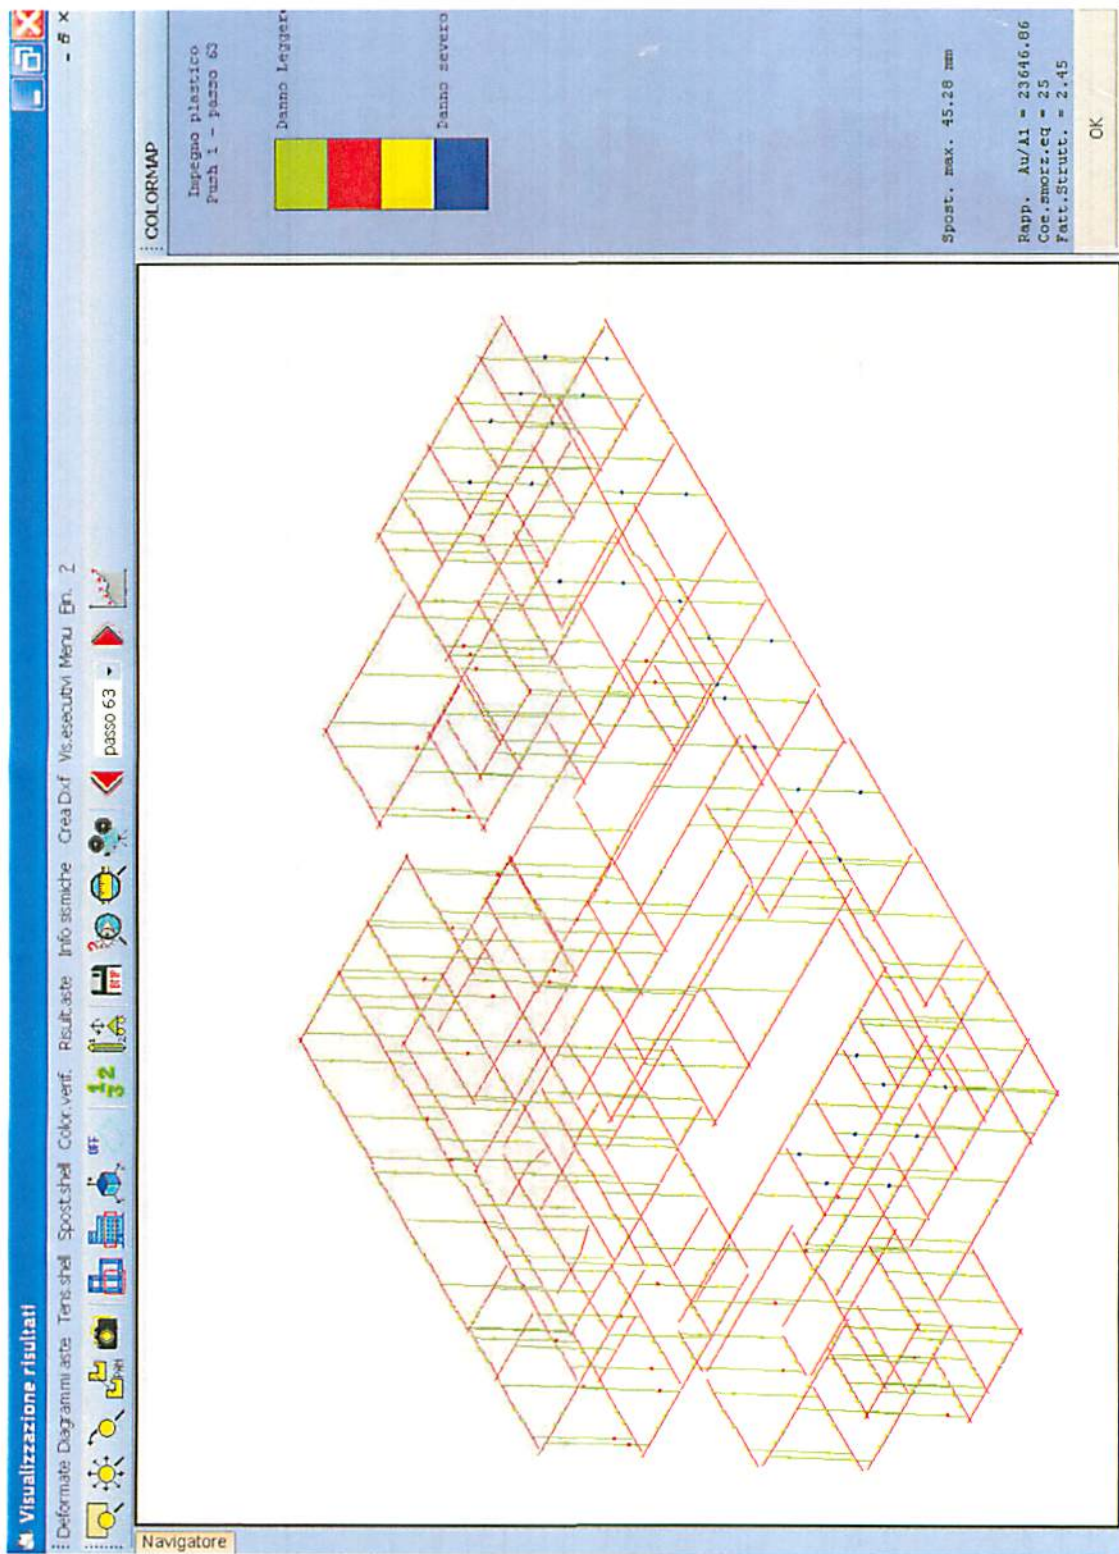 Visualizzazione risultati
Deformate Diagrammi aste Tens.shell Spost.shell Color.verif. Risult.aste Info sismiche Crea Dxf Vis.esecutivi Menu Fin. 2
OFF
passo 63
COLORMAP
Impegno plastico
Push 1 - passo 63
Danno Leggero
Danno severo
Spost. max. 45.28 mm
Rapp. Au/A1 = 23646.86
Coe.smorz.eq = 25
Fatt.Strutt. = 2.45
OK
Navigatore